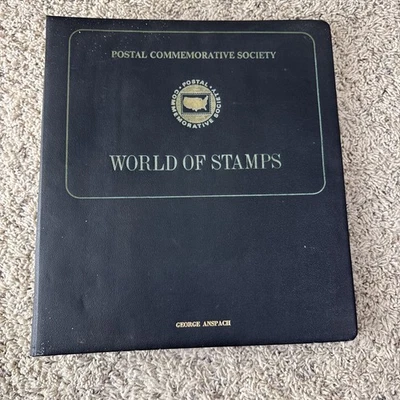 POSTAL COMMEMORATIVE SOCIETY
POSTAL
COMMEMORATIVE SOCIETY
WORLD OF STAMPS
GEORGE ANSPACH